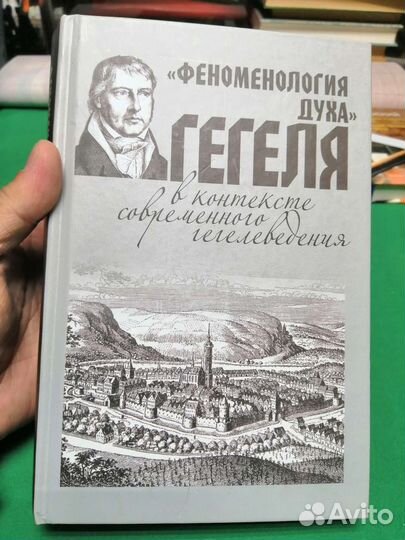 «ФЕНОМЕНОЛОГИЯ
ДУХА»
ГЕГЕЛЯ
в контексте
современного
гегелеведения
Avito